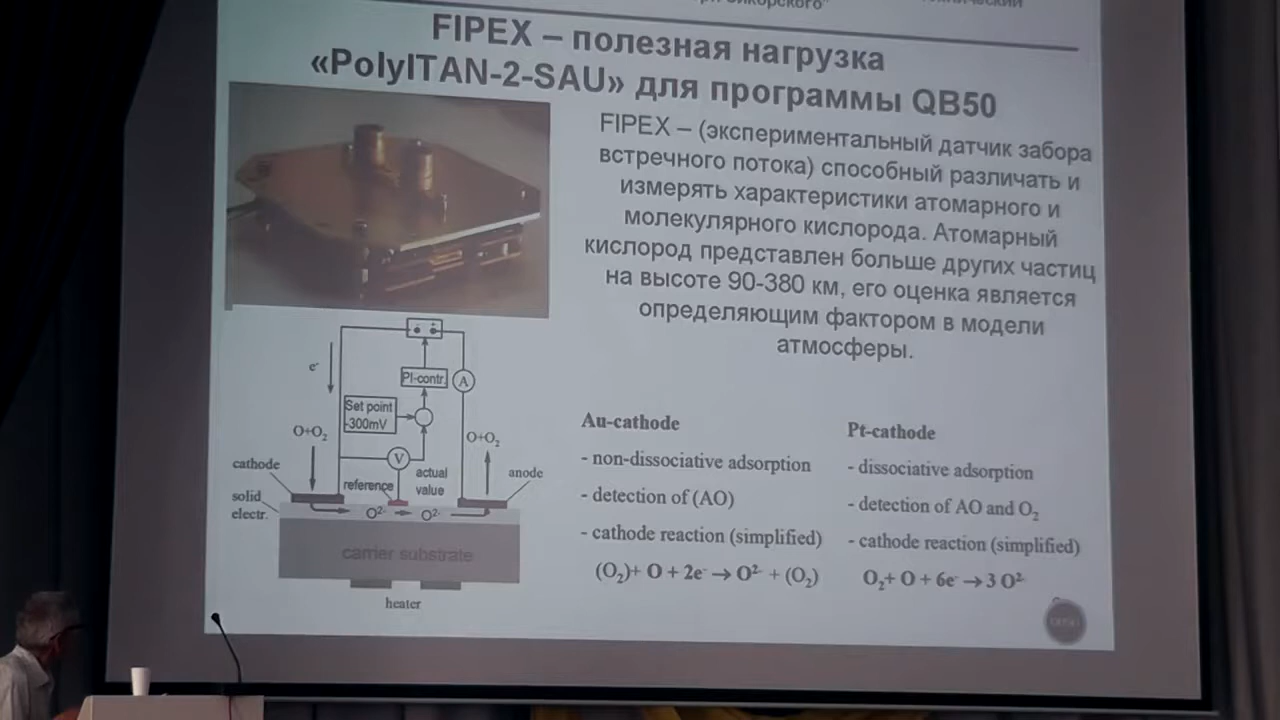 FIPEX – полезная нагрузка
«PolyITAN-2-SAU» для программы QB50
FIPEX – (экспериментальный датчик забора
встречного потока) способный различать и
измерять характеристики атомарного и
молекулярного кислорода. Атомарный
кислород представлен больше других частиц
на высоте 90-380 км, его оценка является
определяющим фактором в модели
атмосферы.
e⁻
PI-contr.
A
Set point
-300mV
O+O₂
O+O₂
V
cathode
reference
actual
value
anode
solid
electr.
O²⁻
O²⁻
carrier substrate
heater
Au-cathode
- non-dissociative adsorption
- detection of (AO)
- cathode reaction (simplified)
(O₂)+ O + 2e⁻ → O²⁻ + (O₂)
Pt-cathode
- dissociative adsorption
- detection of AO and O₂
- cathode reaction (simplified)
O₂+ O + 6e⁻ → 3 O²⁻